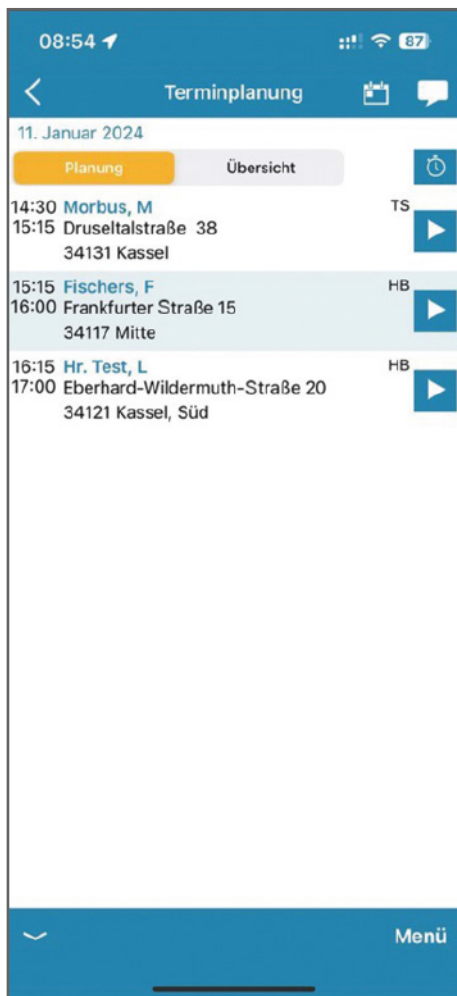 08:54
87
Terminplanung
11. Januar 2024
Planung Übersicht
14:30 Morbus, M TS
15:15 Druseltalstraße 38
34131 Kassel
15:15 Fischers, F HB
16:00 Frankfurter Straße 15
34117 Mitte
16:15 Hr. Test, L HB
17:00 Eberhard-Wildermuth-Straße 20
34121 Kassel, Süd
Menü